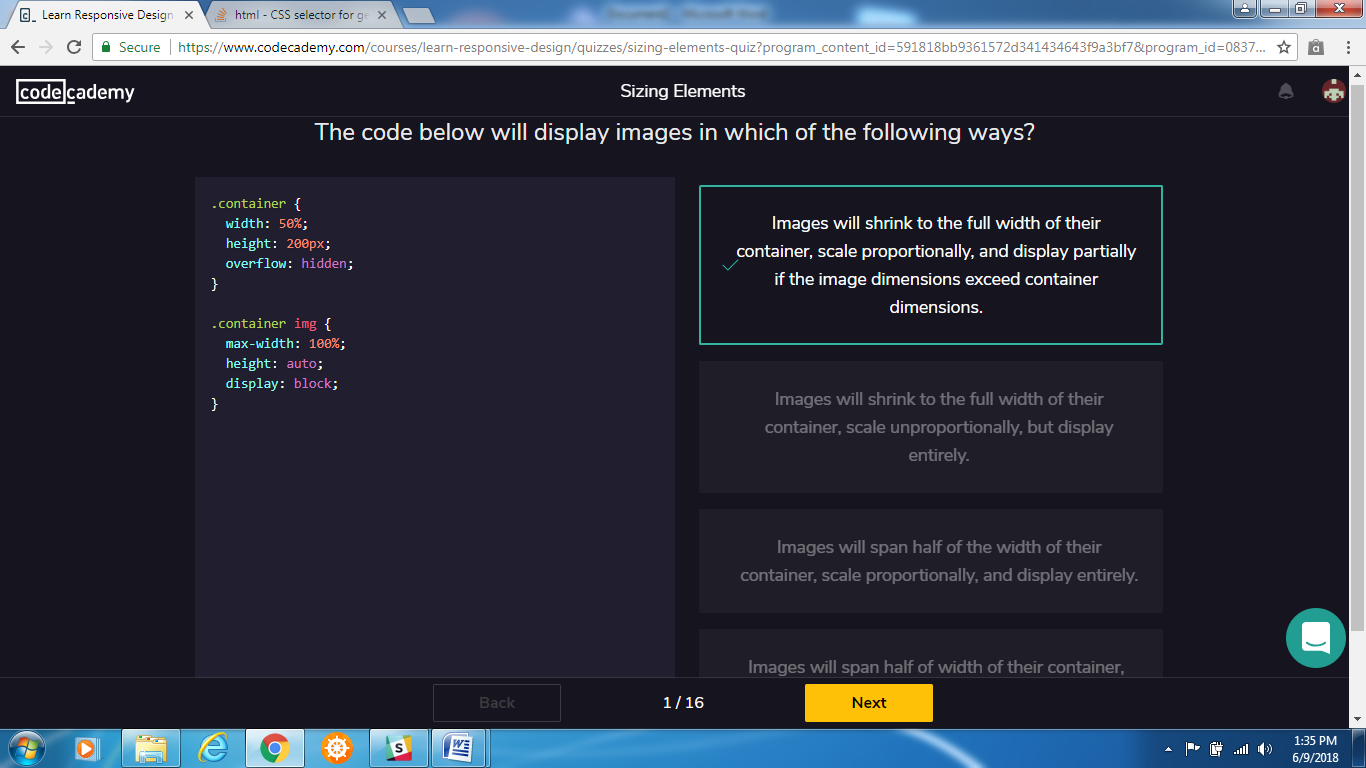 Learn Responsive Design
html - CSS selector for ge
Secure
https://www.codecademy.com/courses/learn-responsive-design/quizzes/sizing-elements-quiz?program_content_id=591818bb9361572d341434643f9a3bf7&program_id=0837...
codecademy
Sizing Elements
The code below will display images in which of the following ways?
.container {
width: 50%;
height: 200px;
overflow: hidden;
}
.container img {
max-width: 100%;
height: auto;
display: block;
}
Images will shrink to the full width of their
container, scale proportionally, and display partially
if the image dimensions exceed container
dimensions.
Images will shrink to the full width of their
container, scale unproportionally, but display
entirely.
Images will span half of the width of their
container, scale proportionally, and display entirely.
Images will span half of width of their container,
Back
1 / 16
Next
1:35 PM
6/9/2018